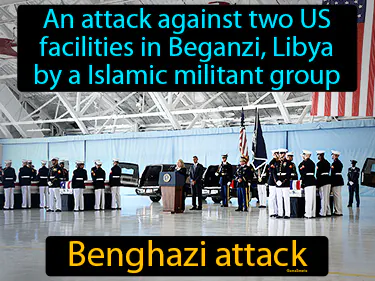 An attack against two US
facilities in Beganzi, Libya
by a Islamic militant group
Benghazi attack